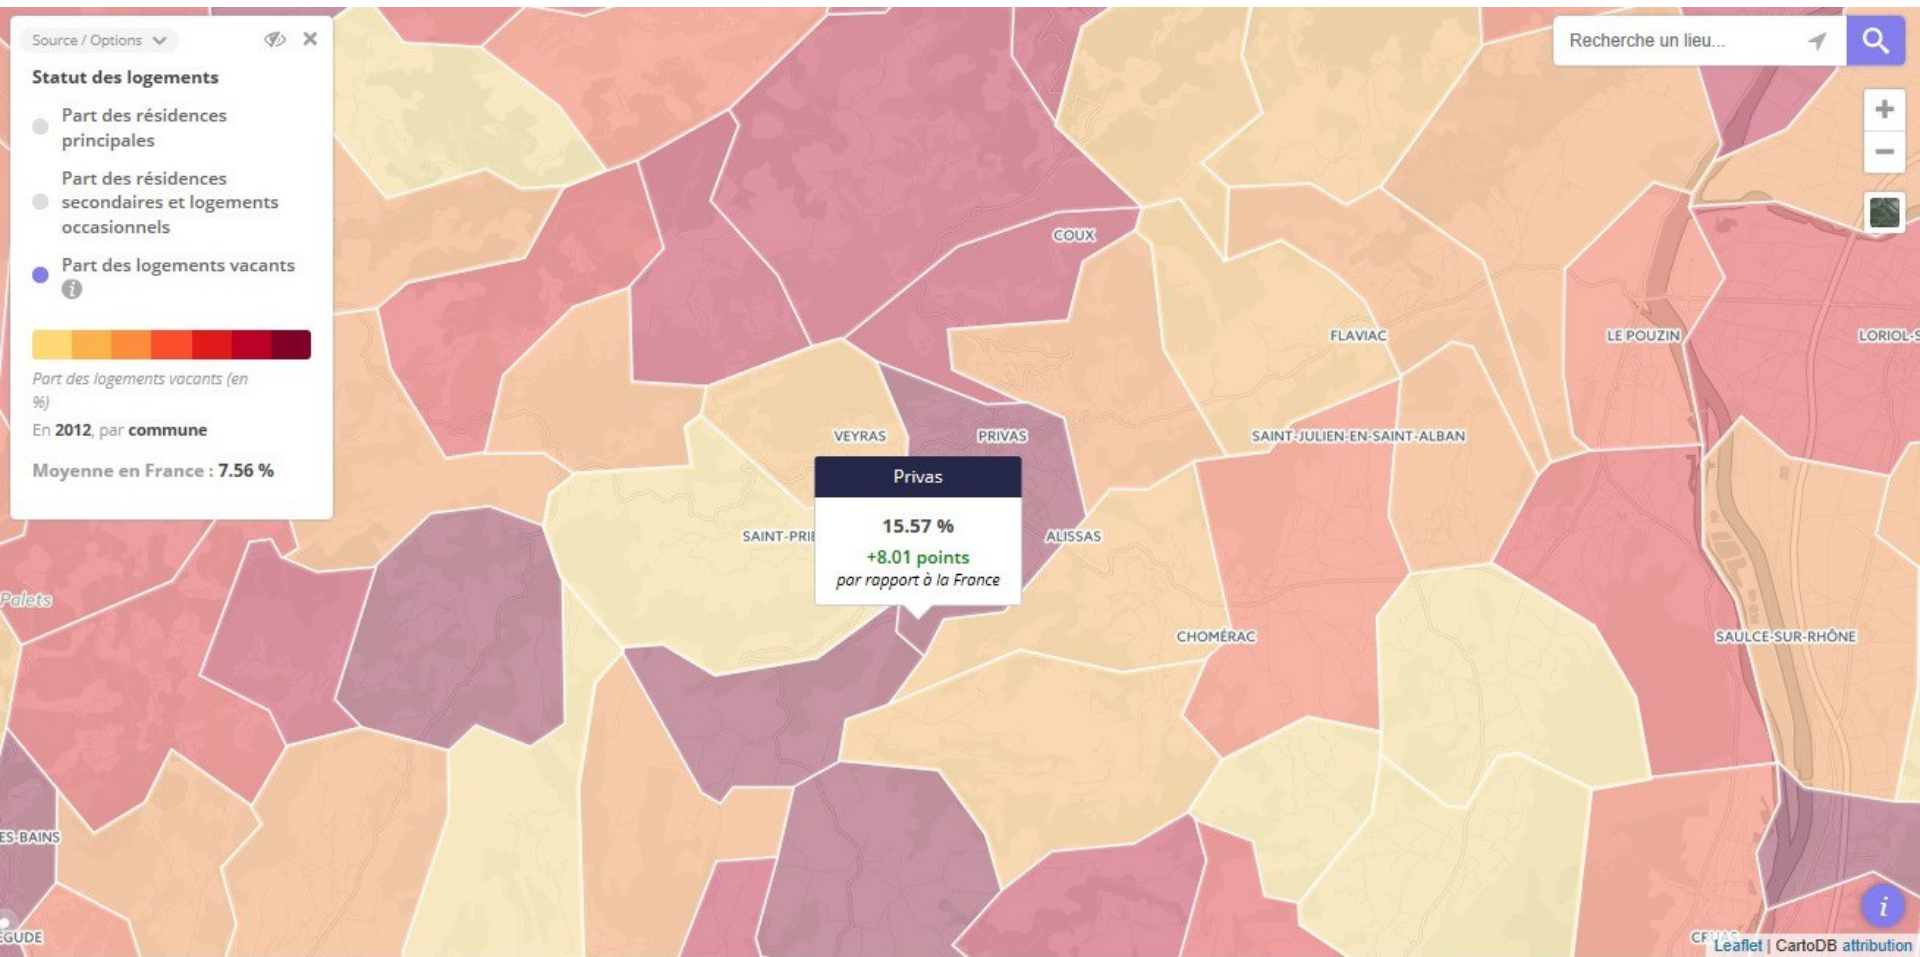 Source / Options
Statut des logements
Part des résidences
principales
Part des résidences
secondaires et logements
occasionnels
Part des logements vacants
i
Part des logements vacants (en
%)
En 2012, par commune
Moyenne en France : 7.56 %
Recherche un lieu...
+
−
COUX
FLAVIAC
LE POUZIN
LORIOL-S
VEYRAS
PRIVAS
SAINT-JULIEN-EN-SAINT-ALBAN
Privas
15.57 %
+8.01 points
par rapport à la France
SAINT-PRI
ALISSAS
Palets
CHOMÉRAC
SAULCE-SUR-RHÔNE
ES-BAINS
i
EGUDE
Leaflet | CartoDB attribution